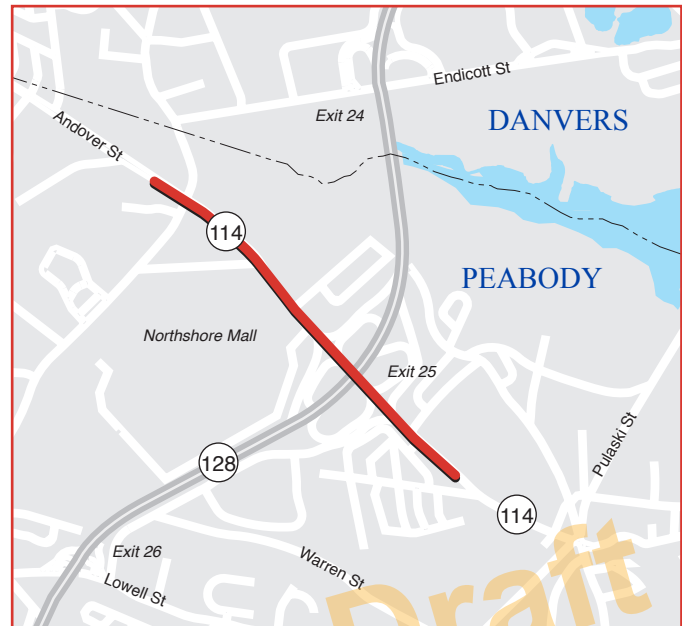 Endicott St
Exit 24
DANVERS
Andover St
114
PEABODY
Northshore Mall
Exit 25
Pulaski St
128
114
Exit 26
Warren St
Lowell St
Draft